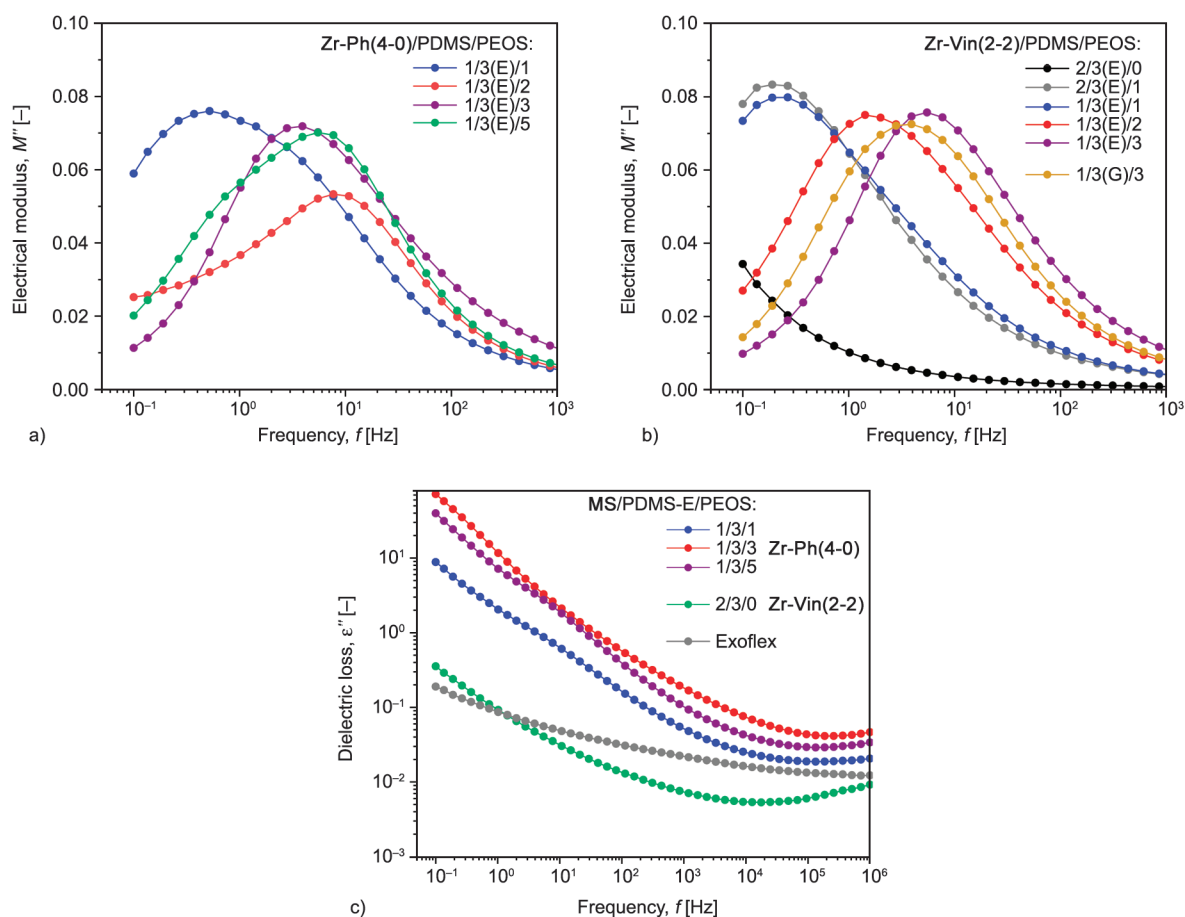 Zr-Ph(4-0)/PDMS/PEOS:
1/3(E)/1
1/3(E)/2
1/3(E)/3
1/3(E)/5
0.10
0.08
0.06
0.04
0.02
0.00
Electrical modulus, M″ [–]
10⁻¹ 10⁰ 10¹ 10² 10³
Frequency, f [Hz]
a)
Zr-Vin(2-2)/PDMS/PEOS:
2/3(E)/0
2/3(E)/1
1/3(E)/1
1/3(E)/2
1/3(E)/3
1/3(G)/3
0.10
0.08
0.06
0.04
0.02
0.00
Electrical modulus, M″ [–]
10⁻¹ 10⁰ 10¹ 10² 10³
Frequency, f [Hz]
b)
MS/PDMS-E/PEOS:
1/3/1
1/3/3 Zr-Ph(4-0)
1/3/5
2/3/0 Zr-Vin(2-2)
Exoflex
10¹
10⁰
10⁻¹
10⁻²
10⁻³
Dielectric loss, ε″ [–]
10⁻¹ 10⁰ 10¹ 10² 10³ 10⁴ 10⁵ 10⁶
Frequency, f [Hz]
c)